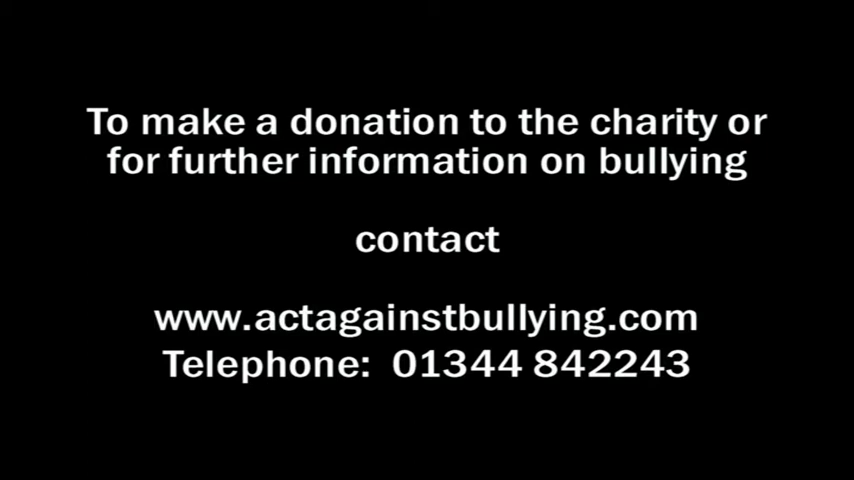 To make a donation to the charity or
for further information on bullying
contact
www.actagainstbullying.com
Telephone: 01344 842243